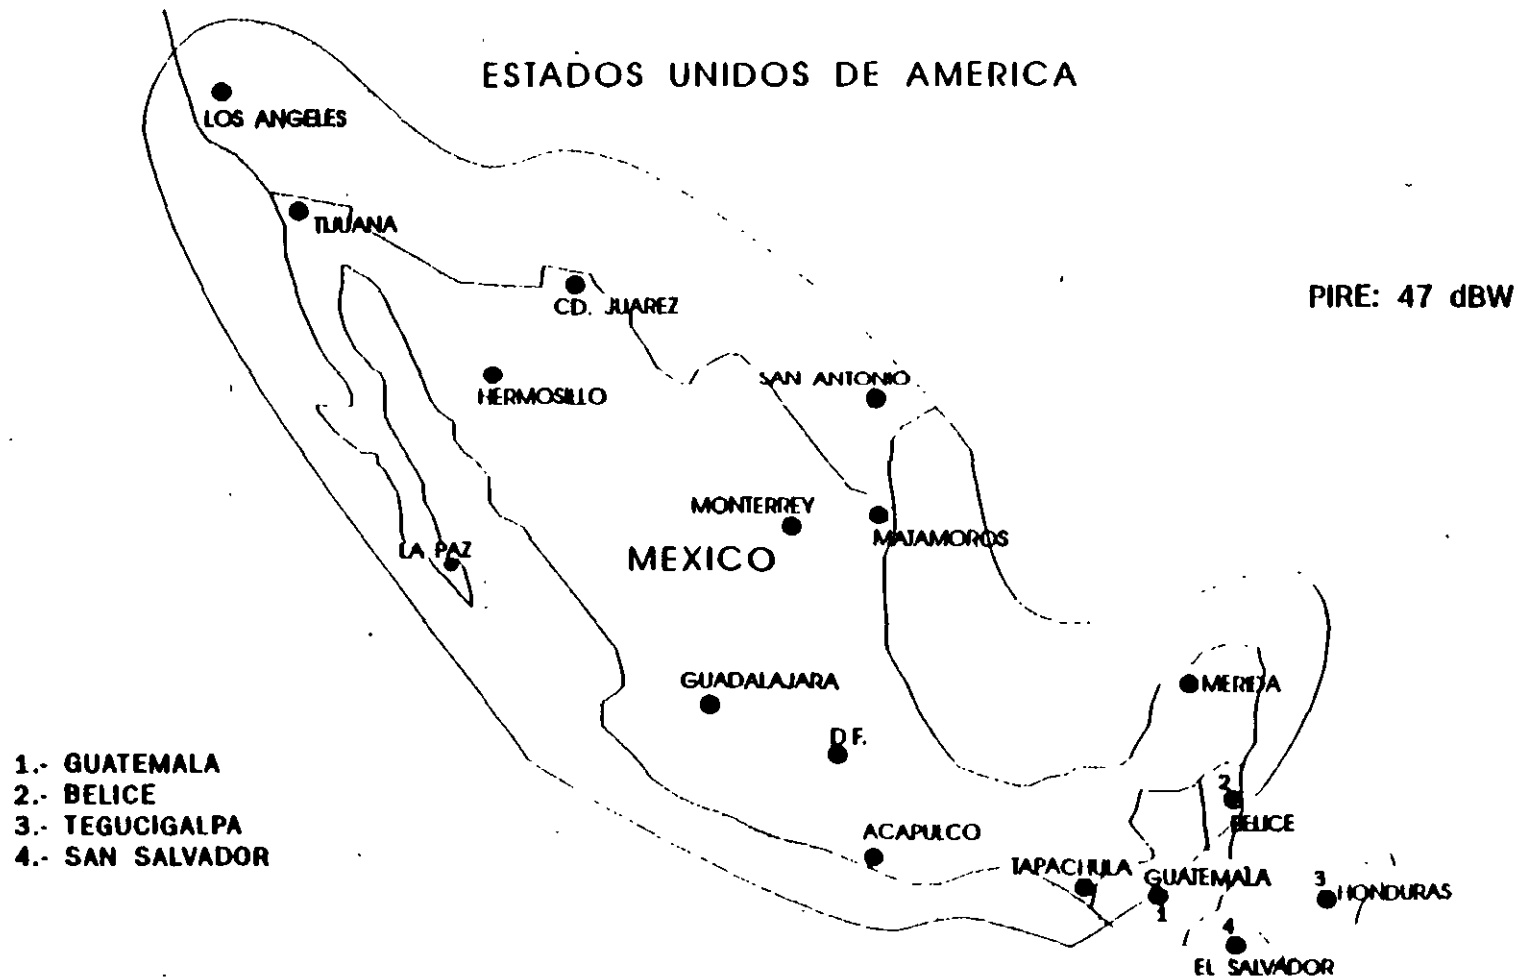 ESTADOS UNIDOS DE AMERICA
LOS ANGELES
TIJUANA
PIRE: 47 dBW
CD. JUAREZ
SAN ANTONIO
HERMOSILLO
MONTERREY
MATAMOROS
LA PAZ
MEXICO
GUADALAJARA
MERIDA
D.F.
1.- GUATEMALA
2.- BELICE
3.- TEGUCIGALPA
4.- SAN SALVADOR
2
BELICE
ACAPULCO
TAPACHULA
GUATEMALA
1
3
HONDURAS
4
EL SALVADOR